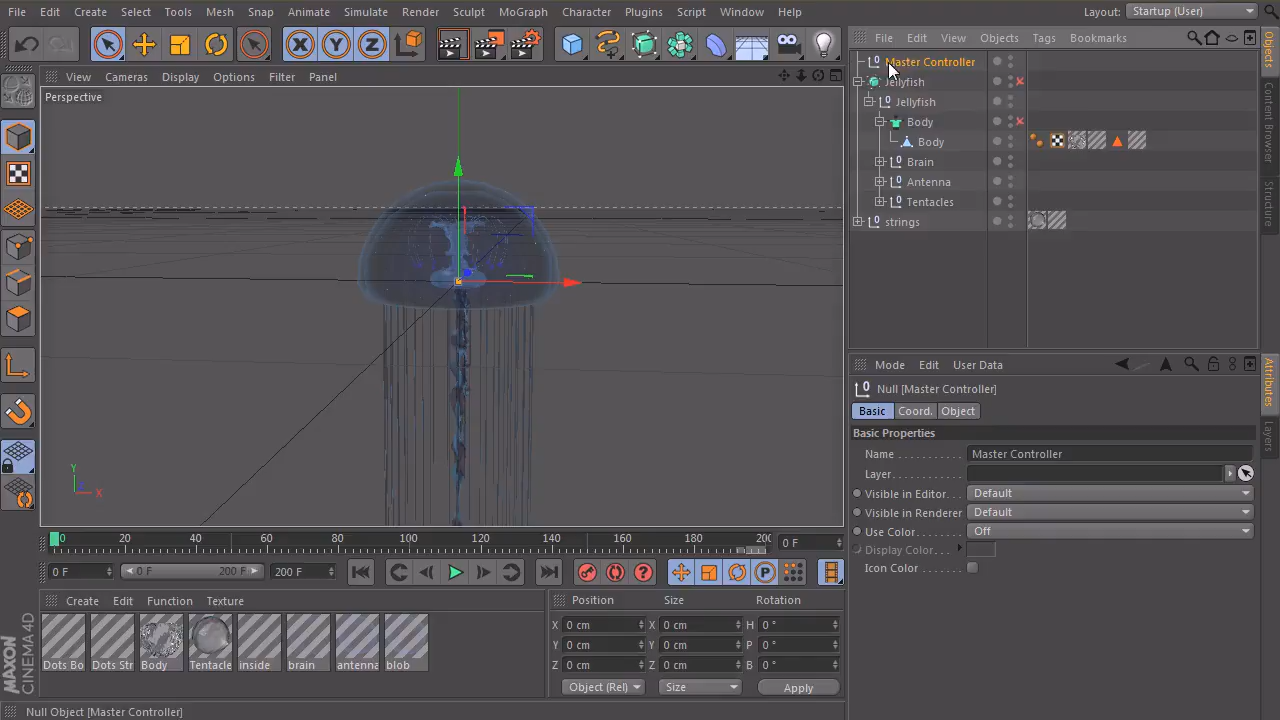 File Edit Create Select Tools Mesh Snap Animate Simulate Render Sculpt MoGraph Character Plugins Script Window Help Layout: Startup (User)
File Edit View Objects Tags Bookmarks
View Cameras Display Options Filter Panel
Perspective
Master Controller
Jellyfish
Jellyfish
Body
Body
Brain
Antenna
Tentacles
strings
Mode Edit User Data
Null [Master Controller]
Basic Coord. Object
Basic Properties
Name Master Controller
Layer
Visible in Editor Default
Visible in Renderer Default
Use Color Off
Display Color
Icon Color
Objects
Content Browser
Structure
Attributes
Layers
Y
X
0 20 40 60 80 100 120 140 160 180 200 0 F
0 F 0 F 200 F 200 F
Create Edit Function Texture
Dots Bo Dots Str Body Tentacle inside brain antenna blob
Position Size Rotation
X 0 cm X 0 cm H 0 °
Y 0 cm Y 0 cm P 0 °
Z 0 cm Z 0 cm B 0 °
Object (Rel) Size Apply
MAXON
CINEMA 4D
Null Object [Master Controller]